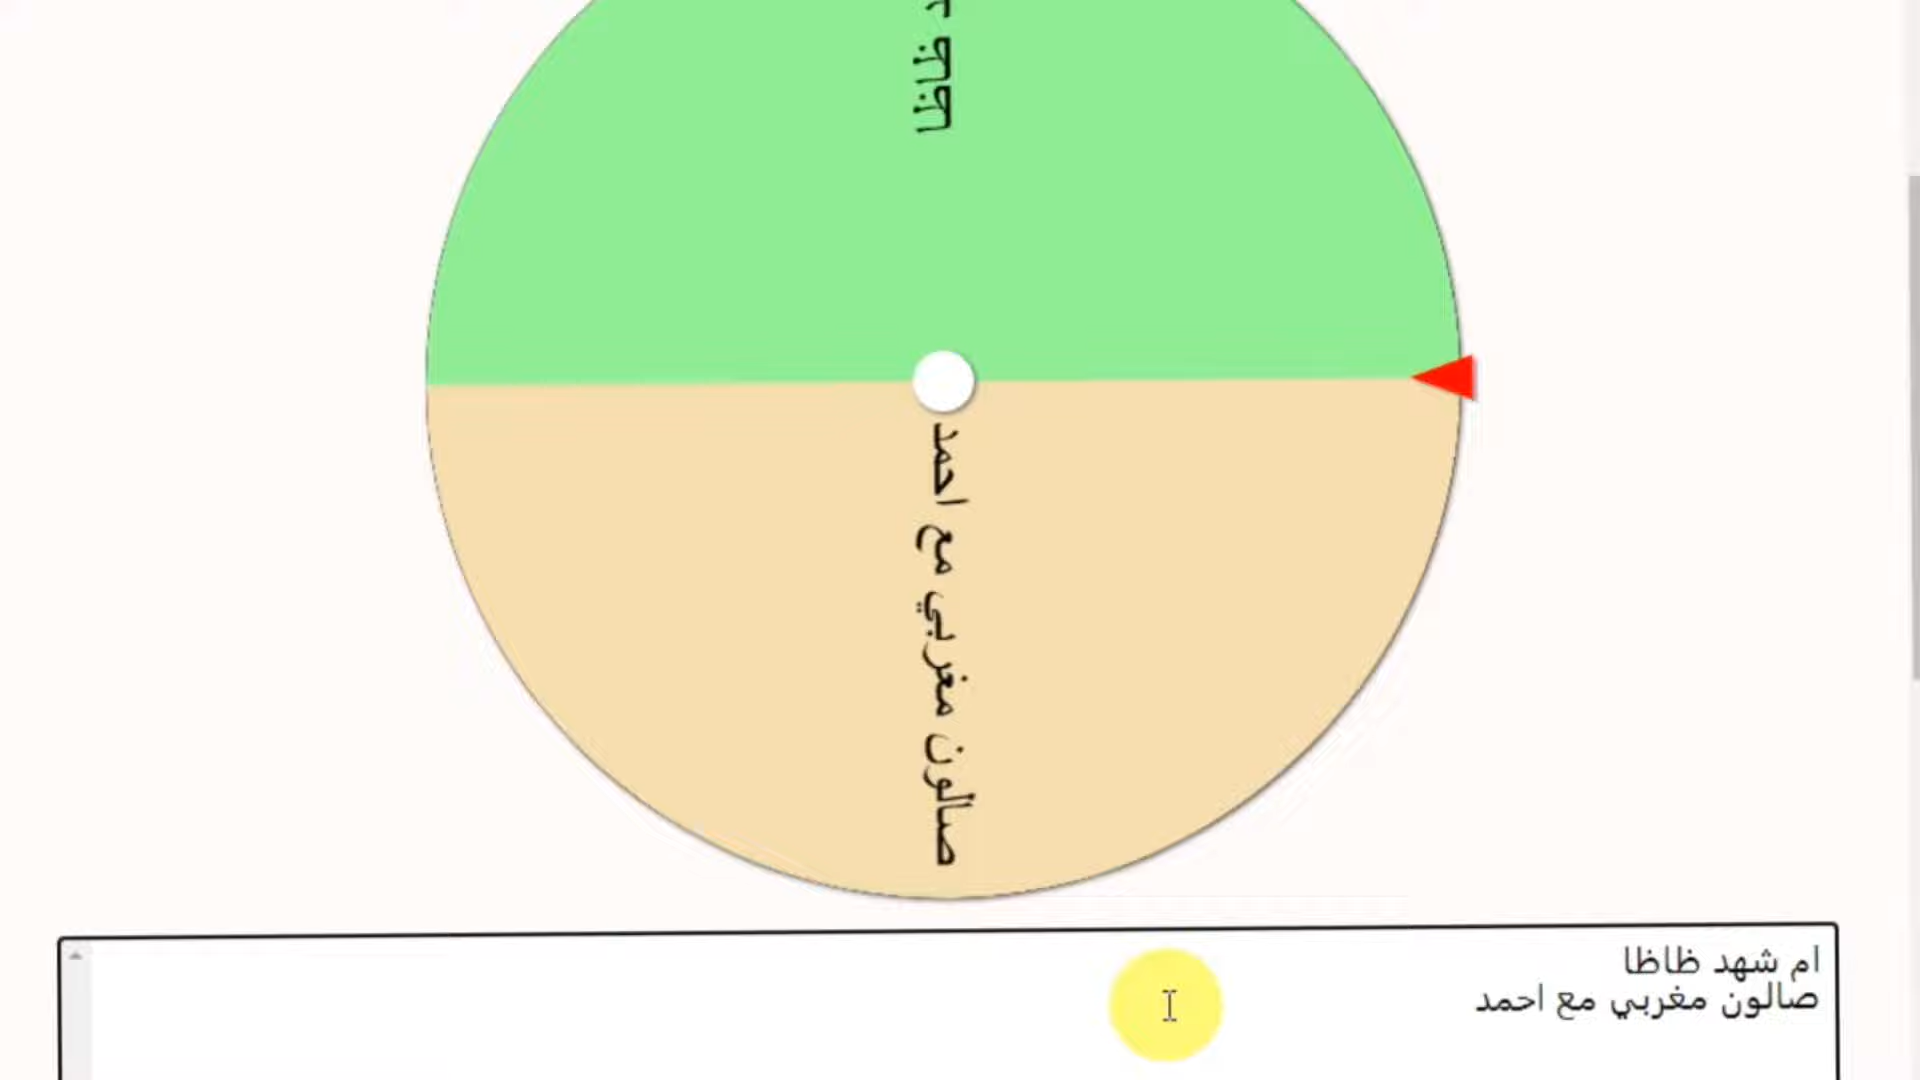 ظاظا
صالون مغربي مع احمد
ام شهد ظاظا
صالون مغربي مع احمد